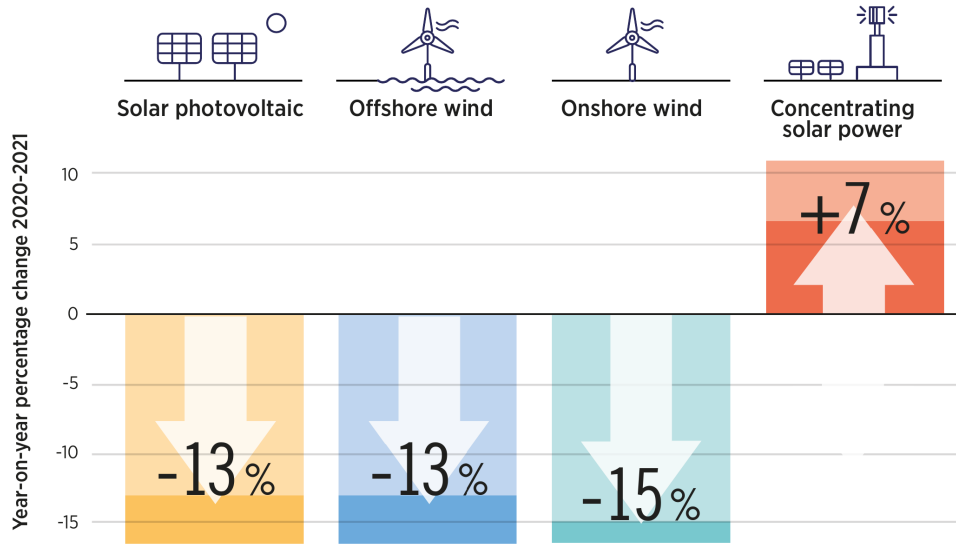 Solar photovoltaic
Offshore wind
Onshore wind
Concentrating
solar power
Year-on-year percentage change 2020-2021
10
5
0
-5
-10
-15
-13 %
-13 %
-15 %
+7 %